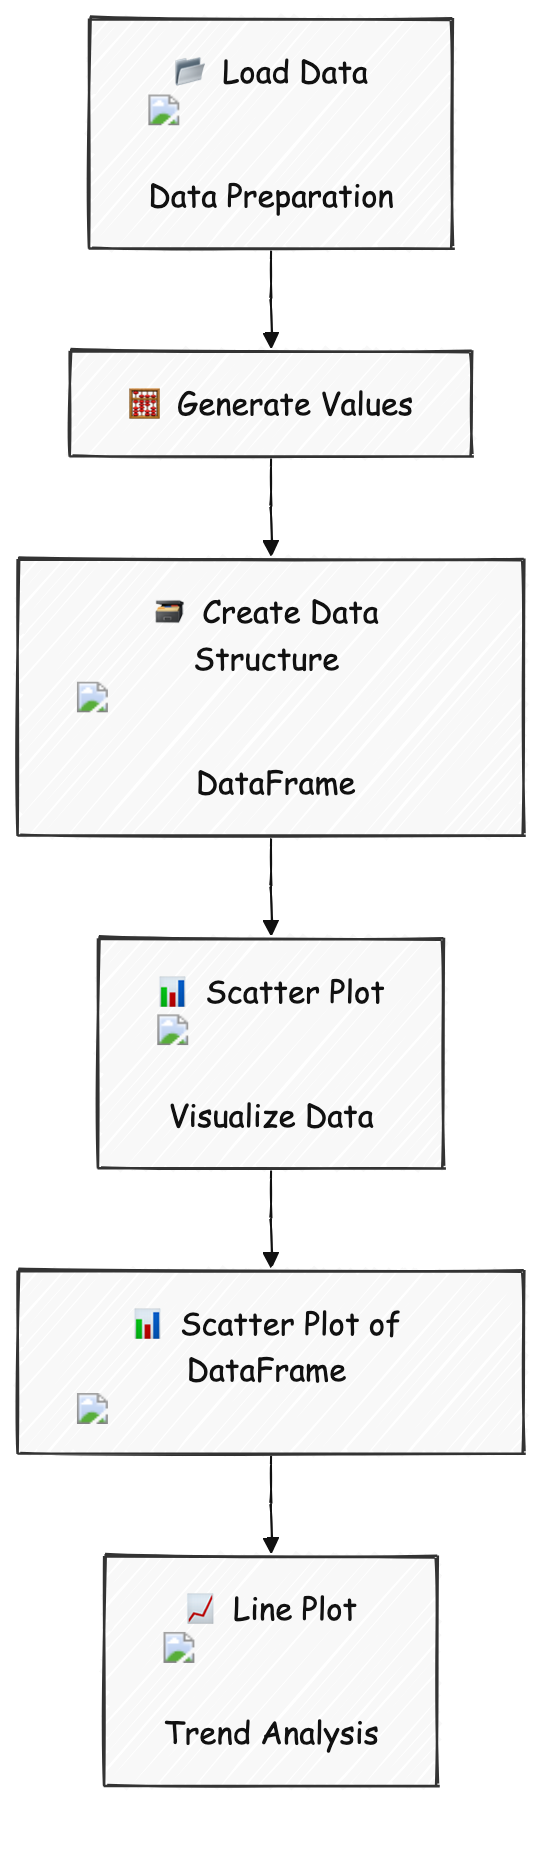 Load Data
Data Preparation
Generate Values
Create Data
Structure
DataFrame
Scatter Plot
Visualize Data
Scatter Plot of
DataFrame
Line Plot
Trend Analysis